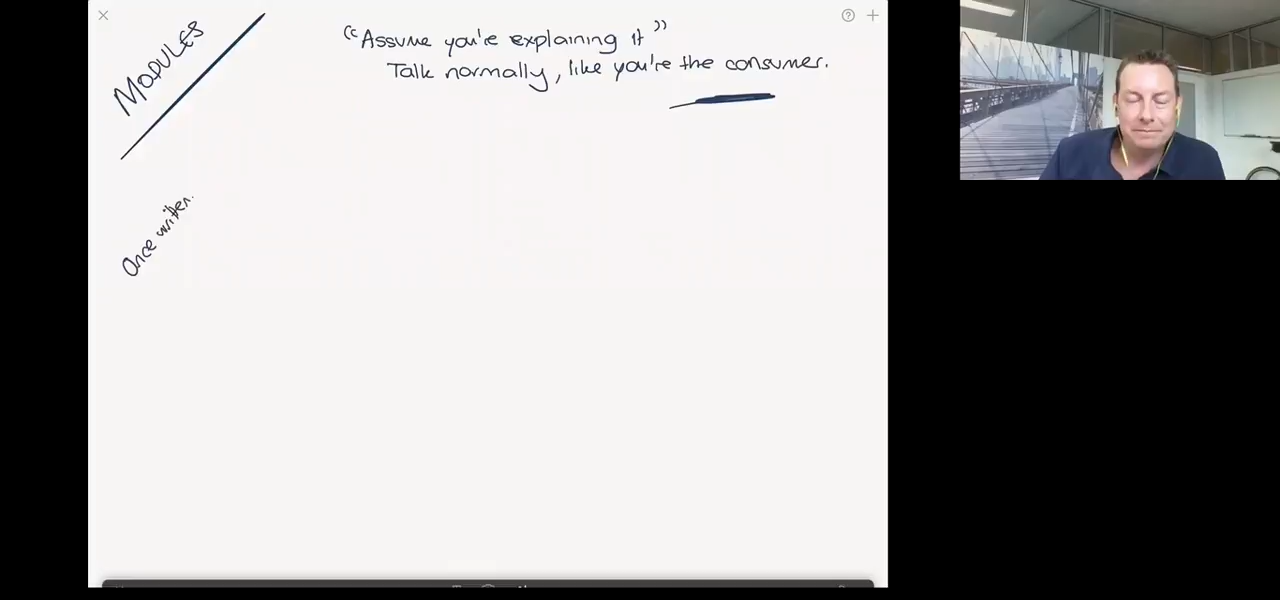 MODULES
"Assume you're explaining it"
Talk normally, like you're the consumer.
Once written.